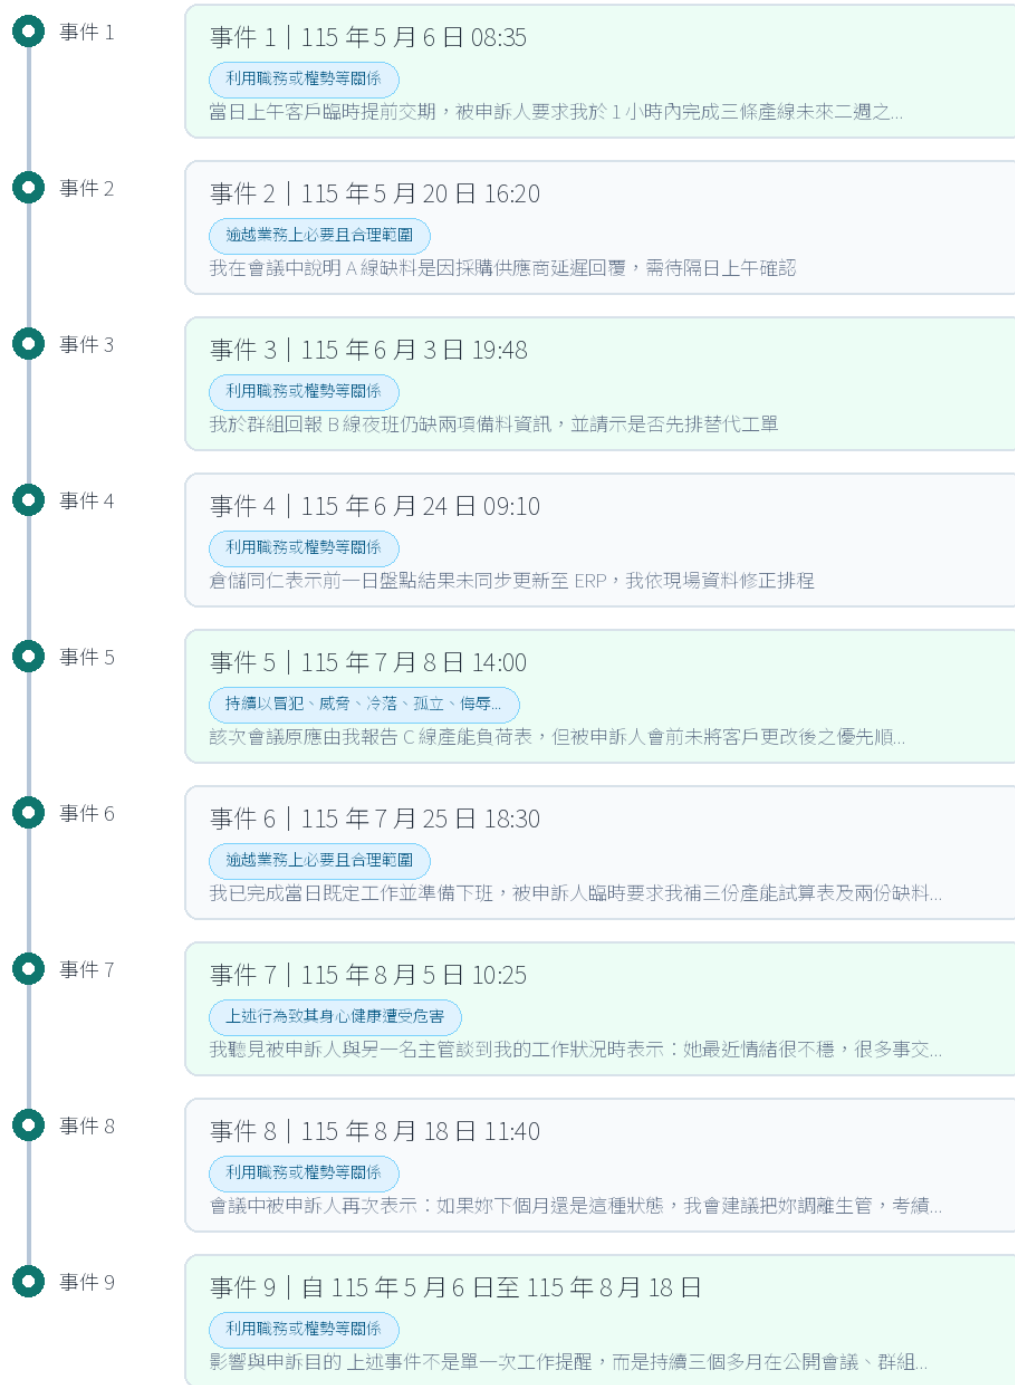 事件 1
事件 1｜115 年 5 月 6 日 08:35
利用職務或權勢等關係
當日上午客戶臨時提前交期，被申訴人要求我於 1 小時內完成三條產線未來二週之...
事件 2
事件 2｜115 年 5 月 20 日 16:20
逾越業務上必要且合理範圍
我在會議中說明 A 線缺料是因採購供應商延遲回覆，需待隔日上午確認
事件 3
事件 3｜115 年 6 月 3 日 19:48
利用職務或權勢等關係
我於群組回報 B 線夜班仍缺兩項備料資訊，並請示是否先排替代工單
事件 4
事件 4｜115 年 6 月 24 日 09:10
利用職務或權勢等關係
倉儲同仁表示前一日盤點結果未同步更新至 ERP，我依現場資料修正排程
事件 5
事件 5｜115 年 7 月 8 日 14:00
持續以冒犯、威脅、冷落、孤立、侮辱...
該次會議原應由我報告 C 線產能負荷表，但被申訴人會前未將客戶更改後之優先順...
事件 6
事件 6｜115 年 7 月 25 日 18:30
逾越業務上必要且合理範圍
我已完成當日既定工作並準備下班，被申訴人臨時要求我補三份產能試算表及兩份缺料...
事件 7
事件 7｜115 年 8 月 5 日 10:25
上述行為致其身心健康遭受危害
我聽見被申訴人與另一名主管談到我的工作狀況時表示：她最近情緒很不穩，很多事交...
事件 8
事件 8｜115 年 8 月 18 日 11:40
利用職務或權勢等關係
會議中被申訴人再次表示：如果妳下個月還是這種狀態，我會建議把妳調離生管，考績...
事件 9
事件 9｜自 115 年 5 月 6 日至 115 年 8 月 18 日
利用職務或權勢等關係
影響與申訴目的 上述事件不是單一次工作提醒，而是持續三個多月在公開會議、群組...